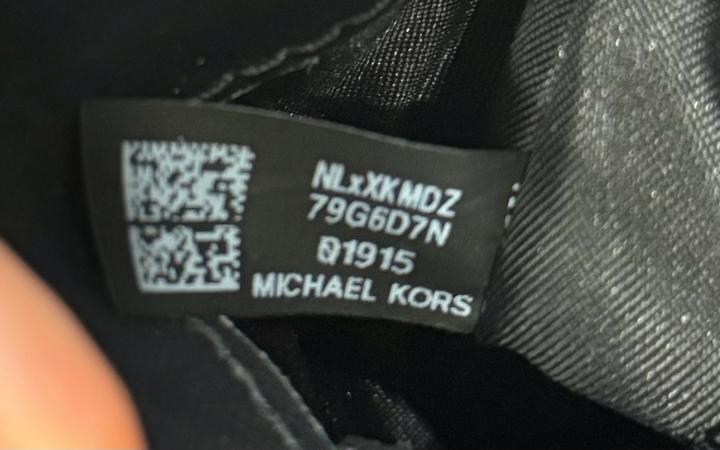 NLxXKMDZ
79G6D7N
Q1915
MICHAEL KORS